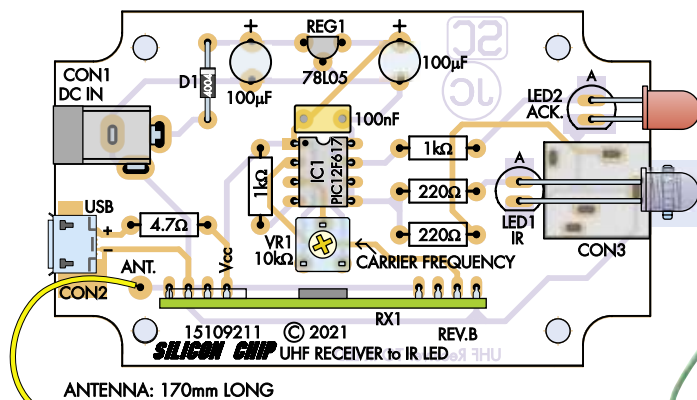 +
REG1
+
SC
CON1
DC IN
D1
4004
100µF
78L05
100µF
JC
A
LED2
ACK.
100nF
IC1
PIC12F617
1kΩ
1kΩ
220Ω
220Ω
A
LED1
IR
CON3
USB
+
−
4.7Ω
Vcc
VR1
10kΩ
CARRIER FREQUENCY
ANT.
CON2
RX1
15109211 © 2021
REV.B
SILICON CHIP UHF RECEIVER to IR LED
ANTENNA: 170mm LONG